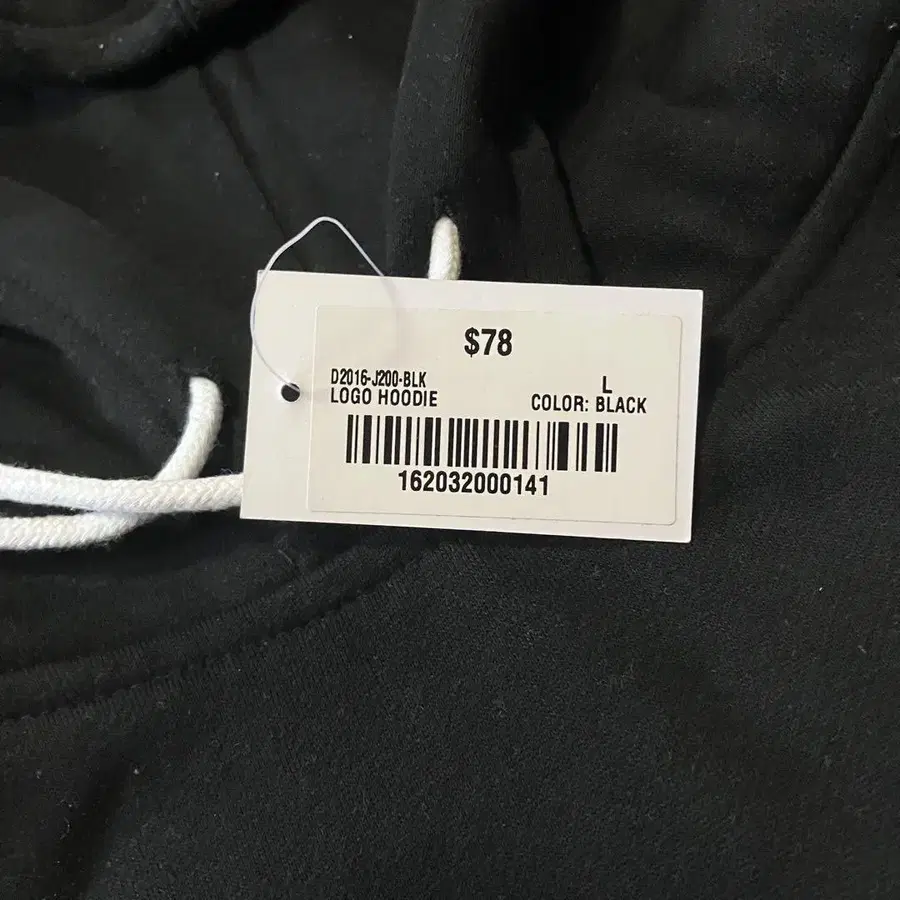 $78
D2016-J200-BLK
L
LOGO HOODIE
COLOR: BLACK
162032000141